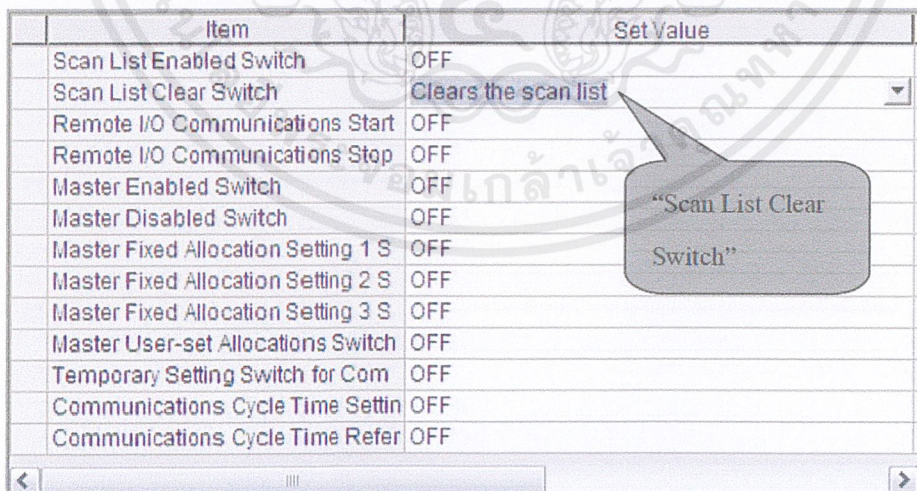 Item Set Value
Scan List Enabled Switch OFF
Scan List Clear Switch Clears the scan list
Remote I/O Communications Start OFF
Remote I/O Communications Stop OFF
Master Enabled Switch OFF
Master Disabled Switch OFF
Master Fixed Allocation Setting 1 S OFF
Master Fixed Allocation Setting 2 S OFF
Master Fixed Allocation Setting 3 S OFF
Master User-set Allocations Switch OFF
Temporary Setting Switch for Com OFF
Communications Cycle Time Settin OFF
Communications Cycle Time Refer OFF
“Scan List Clear
Switch”